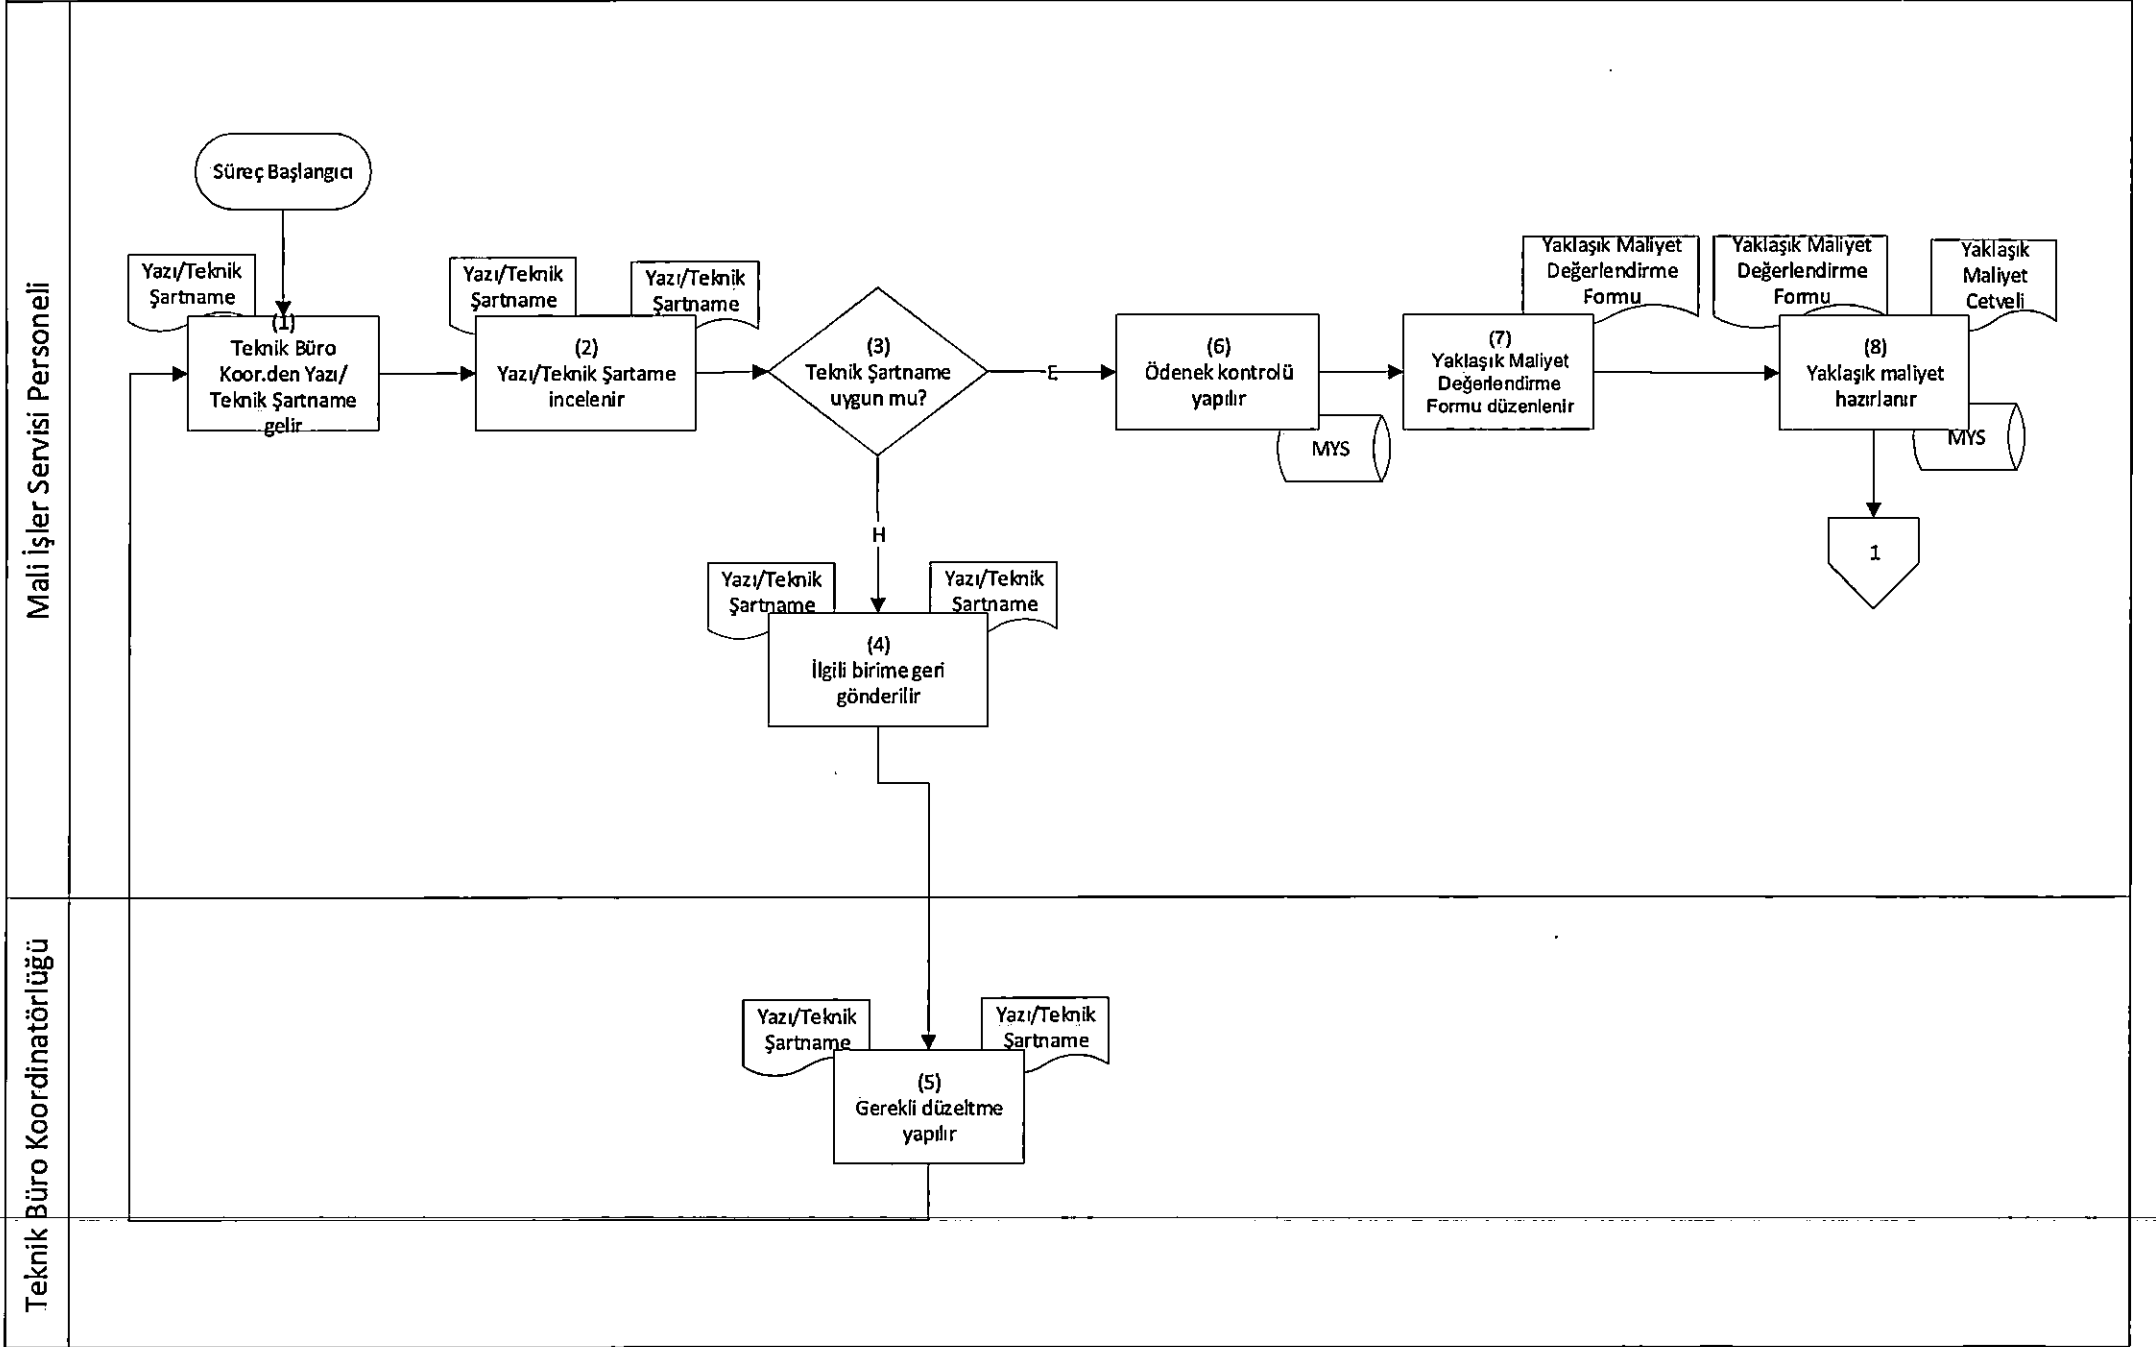 Mali İşler Servisi Personeli
Süreç Başlangıcı
Yazı/Teknik
Şartname
(1)
Teknik Büro
Koor.den Yazı/
Teknik Şartname
gelir
Yazı/Teknik
Şartname
Yazı/Teknik
Şartname
(2)
Yazı/Teknik Şartame
incelenir
(3)
Teknik Şartname
uygun mu?
E
H
Yazı/Teknik
Şartname
Yazı/Teknik
Şartname
(4)
İlgili birime geri
gönderilir
(6)
Ödenek kontrolü
yapılır
MYS
Yaklaşık Maliyet
Değerlendirme
Formu
(7)
Yaklaşık Maliyet
Değerlendirme
Formu düzenlenir
Yaklaşık Maliyet
Değerlendirme
Formu
Yaklaşık
Maliyet
Cetveli
(8)
Yaklaşık maliyet
hazırlanır
MYS
1
Teknik Büro Koordinatörlüğü
Yazı/Teknik
Şartname
Yazı/Teknik
Şartname
(5)
Gerekli düzeltme
yapılır